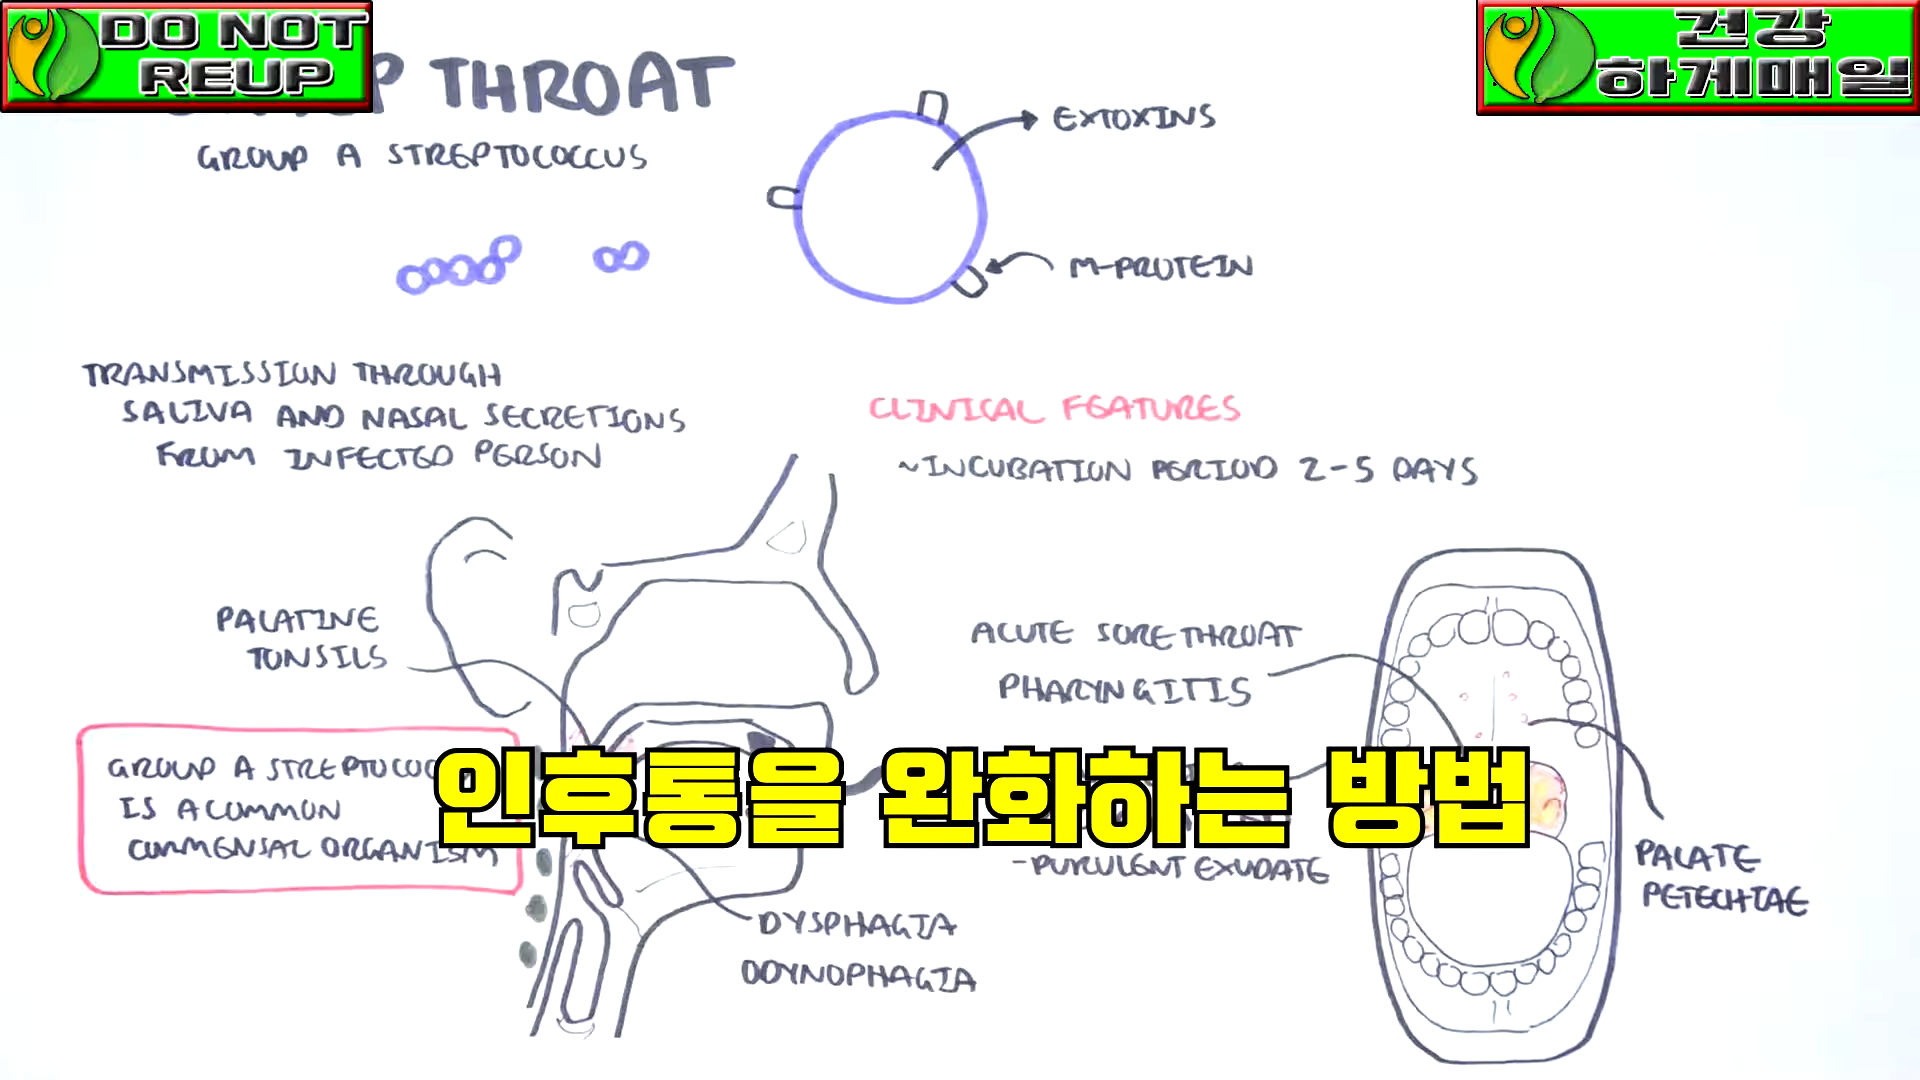 DO NOT
REUP
건강
하게매일
THROAT
GROUP A STREPTOCOCCUS
EXTOXINS
M-PROTEIN
TRANSMISSION THROUGH
SALIVA AND NASAL SECRETIONS
FROM INFECTED PERSON
CLINICAL FEATURES
~INCUBATION PERIOD 2-5 DAYS
PALATINE
TONSILS
ACUTE SORE THROAT
PHARYNGITIS
GROUP A
IS A COMMON
COMMENSAL ORGANISM
인후통을 완화하는 방법
-PURULENT EXUDATE
PALATE
PETECHIAE
DYSPHAGIA
ODYNOPHAGIA